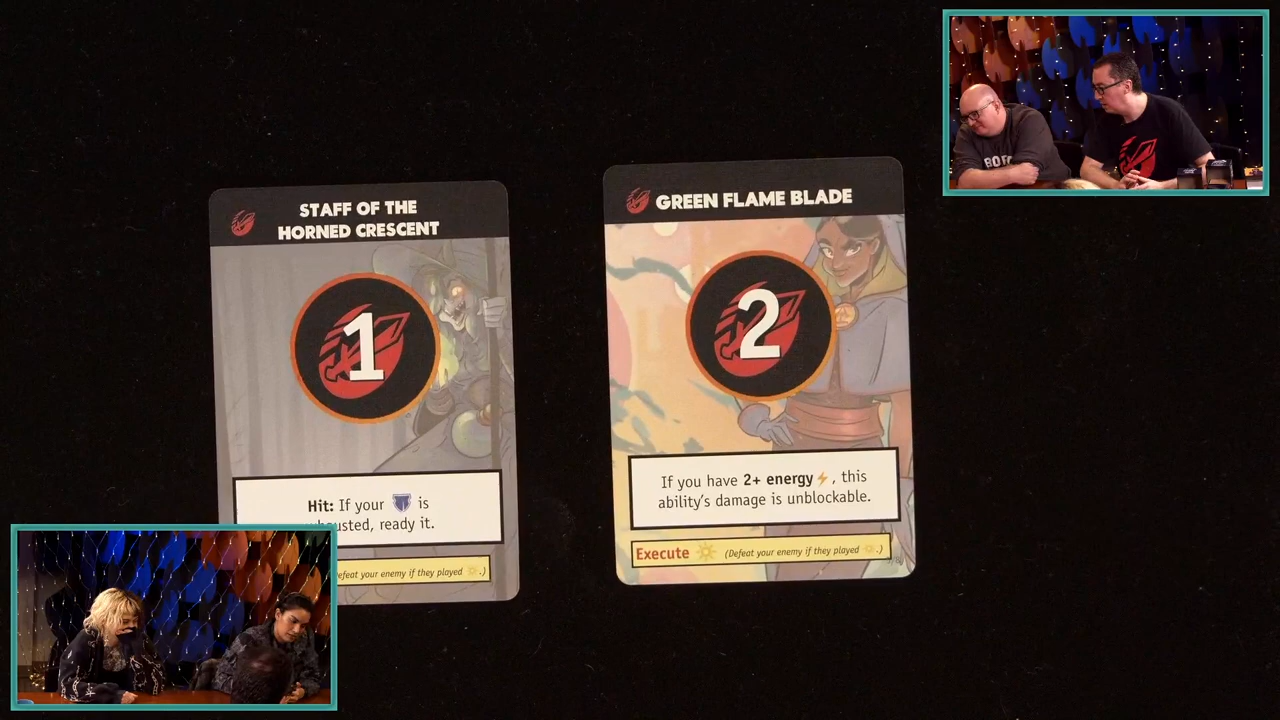 STAFF OF THE
HORNED CRESCENT
1
Hit: If your is
ready it.
your enemy if they played .)
GREEN FLAME BLADE
2
If you have 2+ energy , this
ability's damage is unblockable.
Execute (Defeat your enemy if they played .)